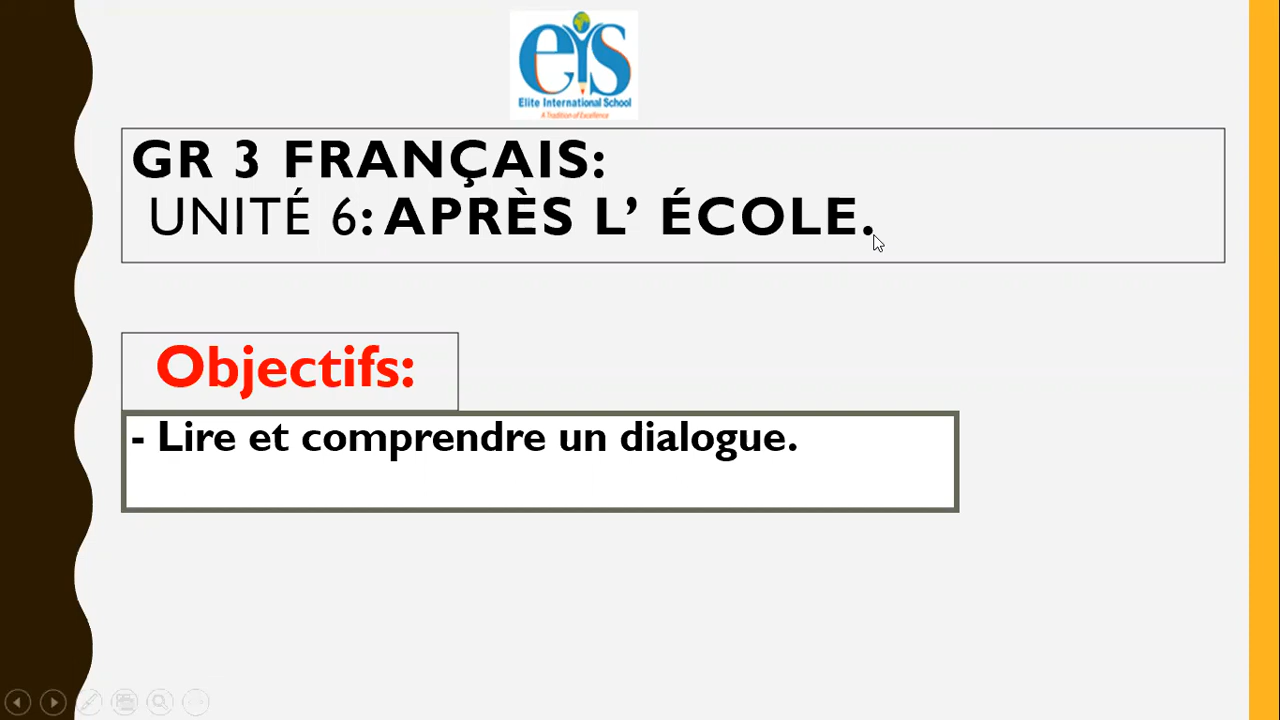 eis
Elite International School
A Tradition of Excellence
GR 3 FRANÇAIS:
UNITÉ 6: APRÈS L’ ÉCOLE.
Objectifs:
- Lire et comprendre un dialogue.